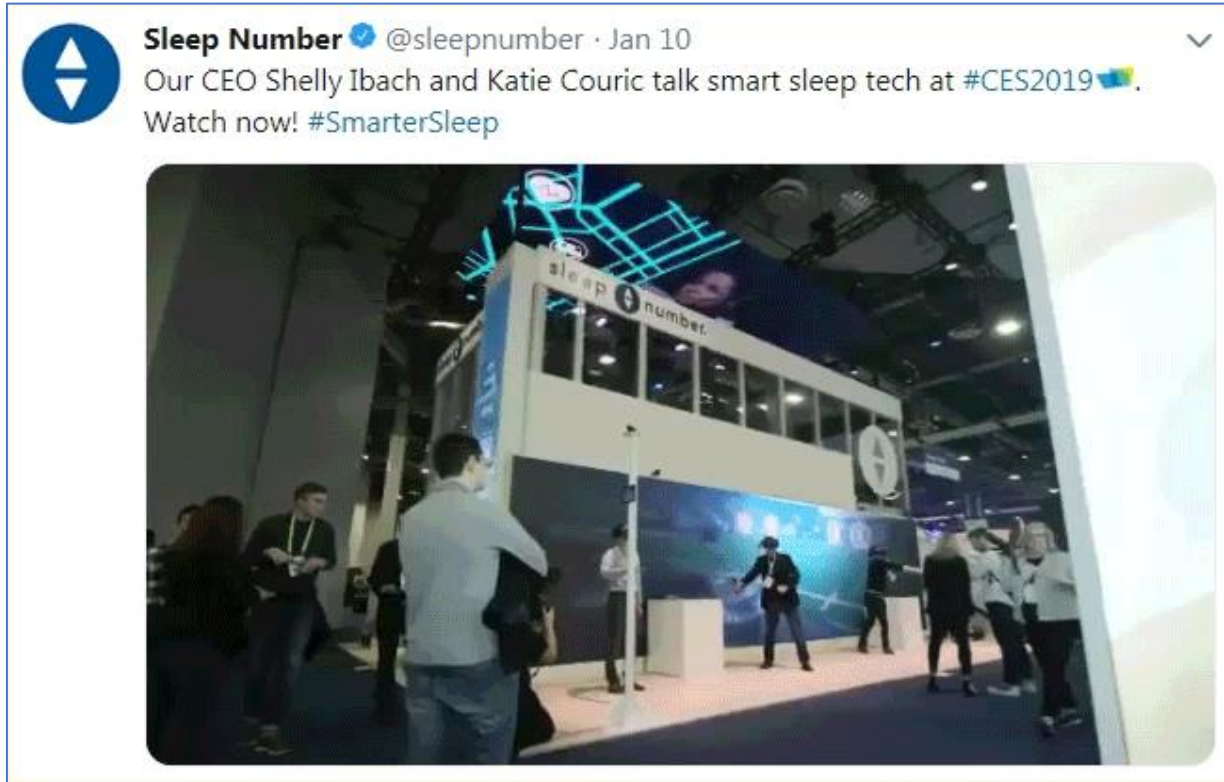 Sleep Number @sleepnumber · Jan 10
Our CEO Shelly Ibach and Katie Couric talk smart sleep tech at #CES2019.
Watch now! #SmarterSleep
sleep number.